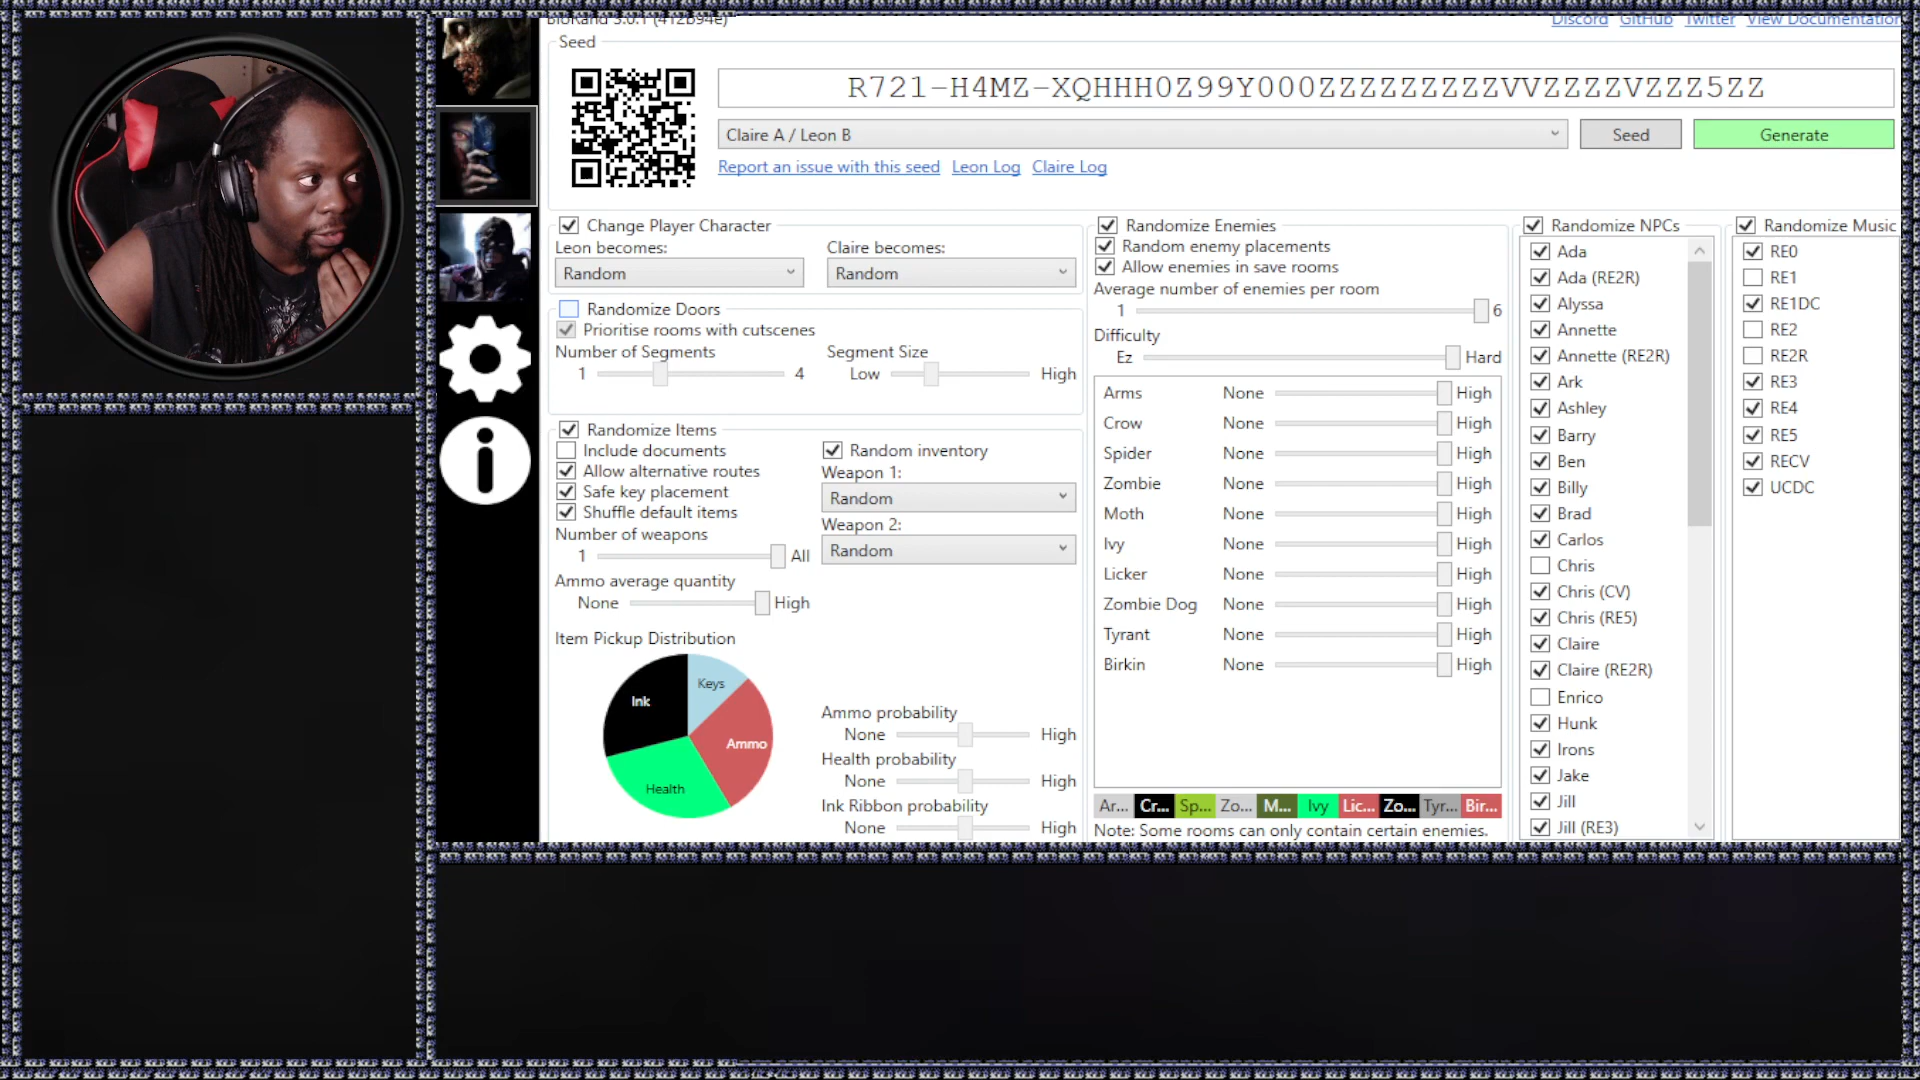 BioRand 3.0.1 (412b94e)
Discord GitHub Twitter View Documentation
Seed
R721-H4MZ-XQHHH0Z99Y000ZZZZZZZZZVVZZZZVZZZ5ZZ
Claire A / Leon B
Seed
Generate
Report an issue with this seed Leon Log Claire Log
Change Player Character
Leon becomes:
Random
Claire becomes:
Random
Randomize Doors
Prioritise rooms with cutscenes
Number of Segments
1 4
Segment Size
Low High
Randomize Items
Include documents
Allow alternative routes
Safe key placement
Shuffle default items
Number of weapons
1 All
Ammo average quantity
None High
Random inventory
Weapon 1:
Random
Weapon 2:
Random
Item Pickup Distribution
Keys
Ink
Ammo
Health
Ammo probability
None High
Health probability
None High
Ink Ribbon probability
None High
Randomize Enemies
Random enemy placements
Allow enemies in save rooms
Average number of enemies per room
1 6
Difficulty
Ez Hard
Arms None High
Crow None High
Spider None High
Zombie None High
Moth None High
Ivy None High
Licker None High
Zombie Dog None High
Tyrant None High
Birkin None High
Ar... Cr... Sp... Zo... M... Ivy Lic... Zo... Tyr... Bir...
Note: Some rooms can only contain certain enemies.
Randomize NPCs
Ada
Ada (RE2R)
Alyssa
Annette
Annette (RE2R)
Ark
Ashley
Barry
Ben
Billy
Brad
Carlos
Chris
Chris (CV)
Chris (RE5)
Claire
Claire (RE2R)
Enrico
Hunk
Irons
Jake
Jill
Jill (RE3)
Randomize Music
RE0
RE1
RE1DC
RE2
RE2R
RE3
RE4
RE5
RECV
UCDC